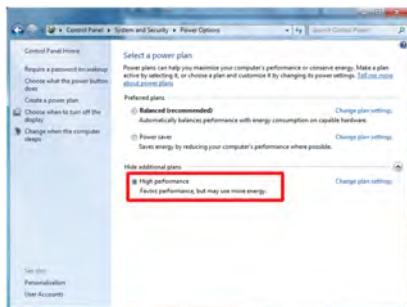 Control Panel ▸ System and Security ▸ Power Options
Search Control Panel
Control Panel Home
Require a password on wakeup
Choose what the power button does
Create a power plan
Choose when to turn off the display
Change when the computer sleeps
See also
Personalization
User Accounts
Select a power plan
Power plans can help you maximize your computer's performance or conserve energy. Make a plan
active by selecting it, or choose a plan and customize it by changing its power settings. Tell me more
about power plans
Preferred plans
Balanced (recommended)
Change plan settings
Automatically balances performance with energy consumption on capable hardware.
Power saver
Change plan settings
Saves energy by reducing your computer's performance where possible.
Hide additional plans
High performance
Change plan settings
Favors performance, but may use more energy.